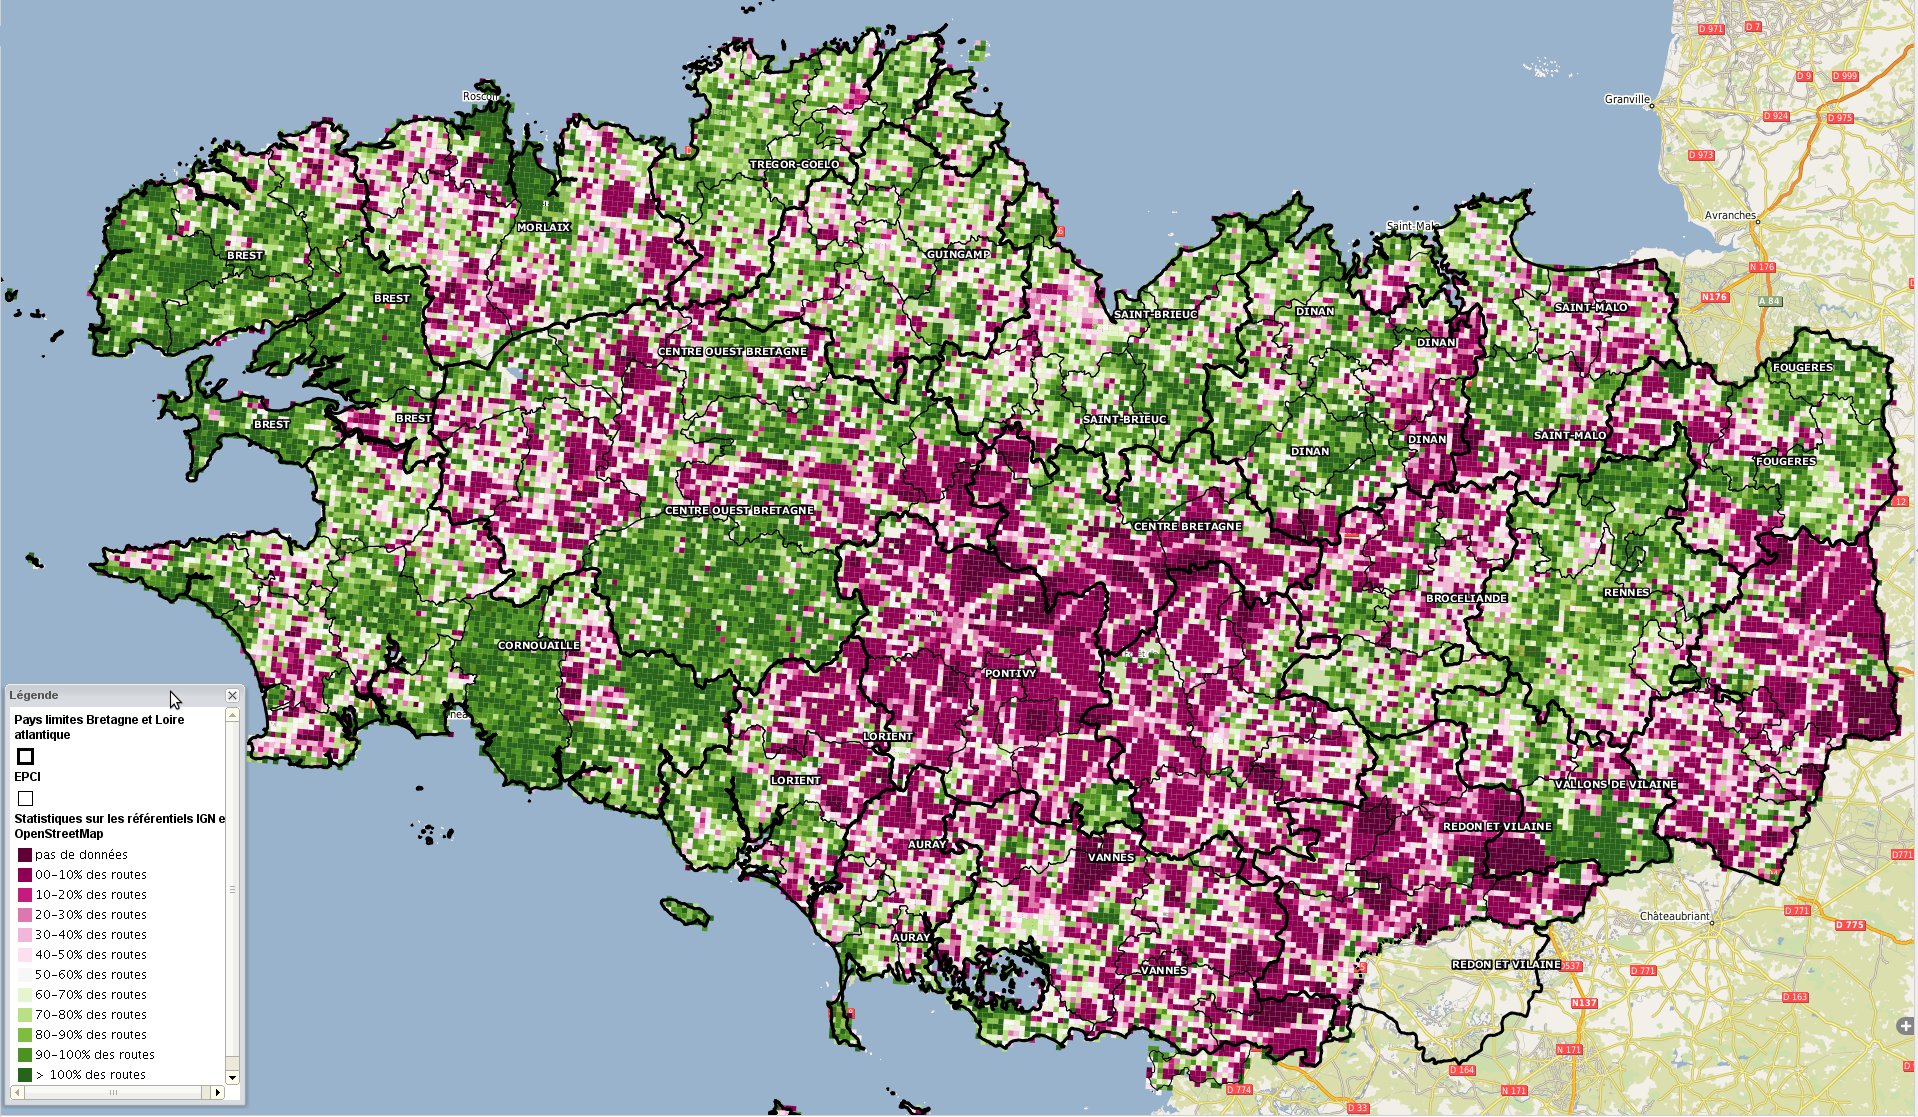 D 971
D 7
D 9
D 999
Roscoff
Granville
D 924
D 975
D 973
TREGOR-GOELO
Avranches
MORLAIX
Saint-Malo
BREST
GUINGAMP
N 176
BREST
N176
A 84
SAINT-MALO
SAINT-BRIEUC
DINAN
DINAN
CENTRE OUEST BRETAGNE
FOUGERES
BREST
BREST
SAINT-BRIEUC
DINAN
SAINT-MALO
DINAN
FOUGERES
12
CENTRE OUEST BRETAGNE
CENTRE BRETAGNE
BROCELIANDE
RENNES
CORNOUAILLE
PONTIVY
LORIENT
LORIENT
VALLONS DE VILAINE
REDON ET VILAINE
AURAY
VANNES
D771
Châteaubriant
D 771
D 775
AURAY
REDON ET VILAINE
D537
D 771
VANNES
D 163
N137
N 171
D 164
D 774
N 171
D 33
Légende
Pays limites Bretagne et Loire
atlantique
EPCI
Statistiques sur les référentiels IGN e
OpenStreetMap
pas de données
00-10% des routes
10-20% des routes
20-30% des routes
30-40% des routes
40-50% des routes
50-60% des routes
60-70% des routes
70-80% des routes
80-90% des routes
90-100% des routes
> 100% des routes